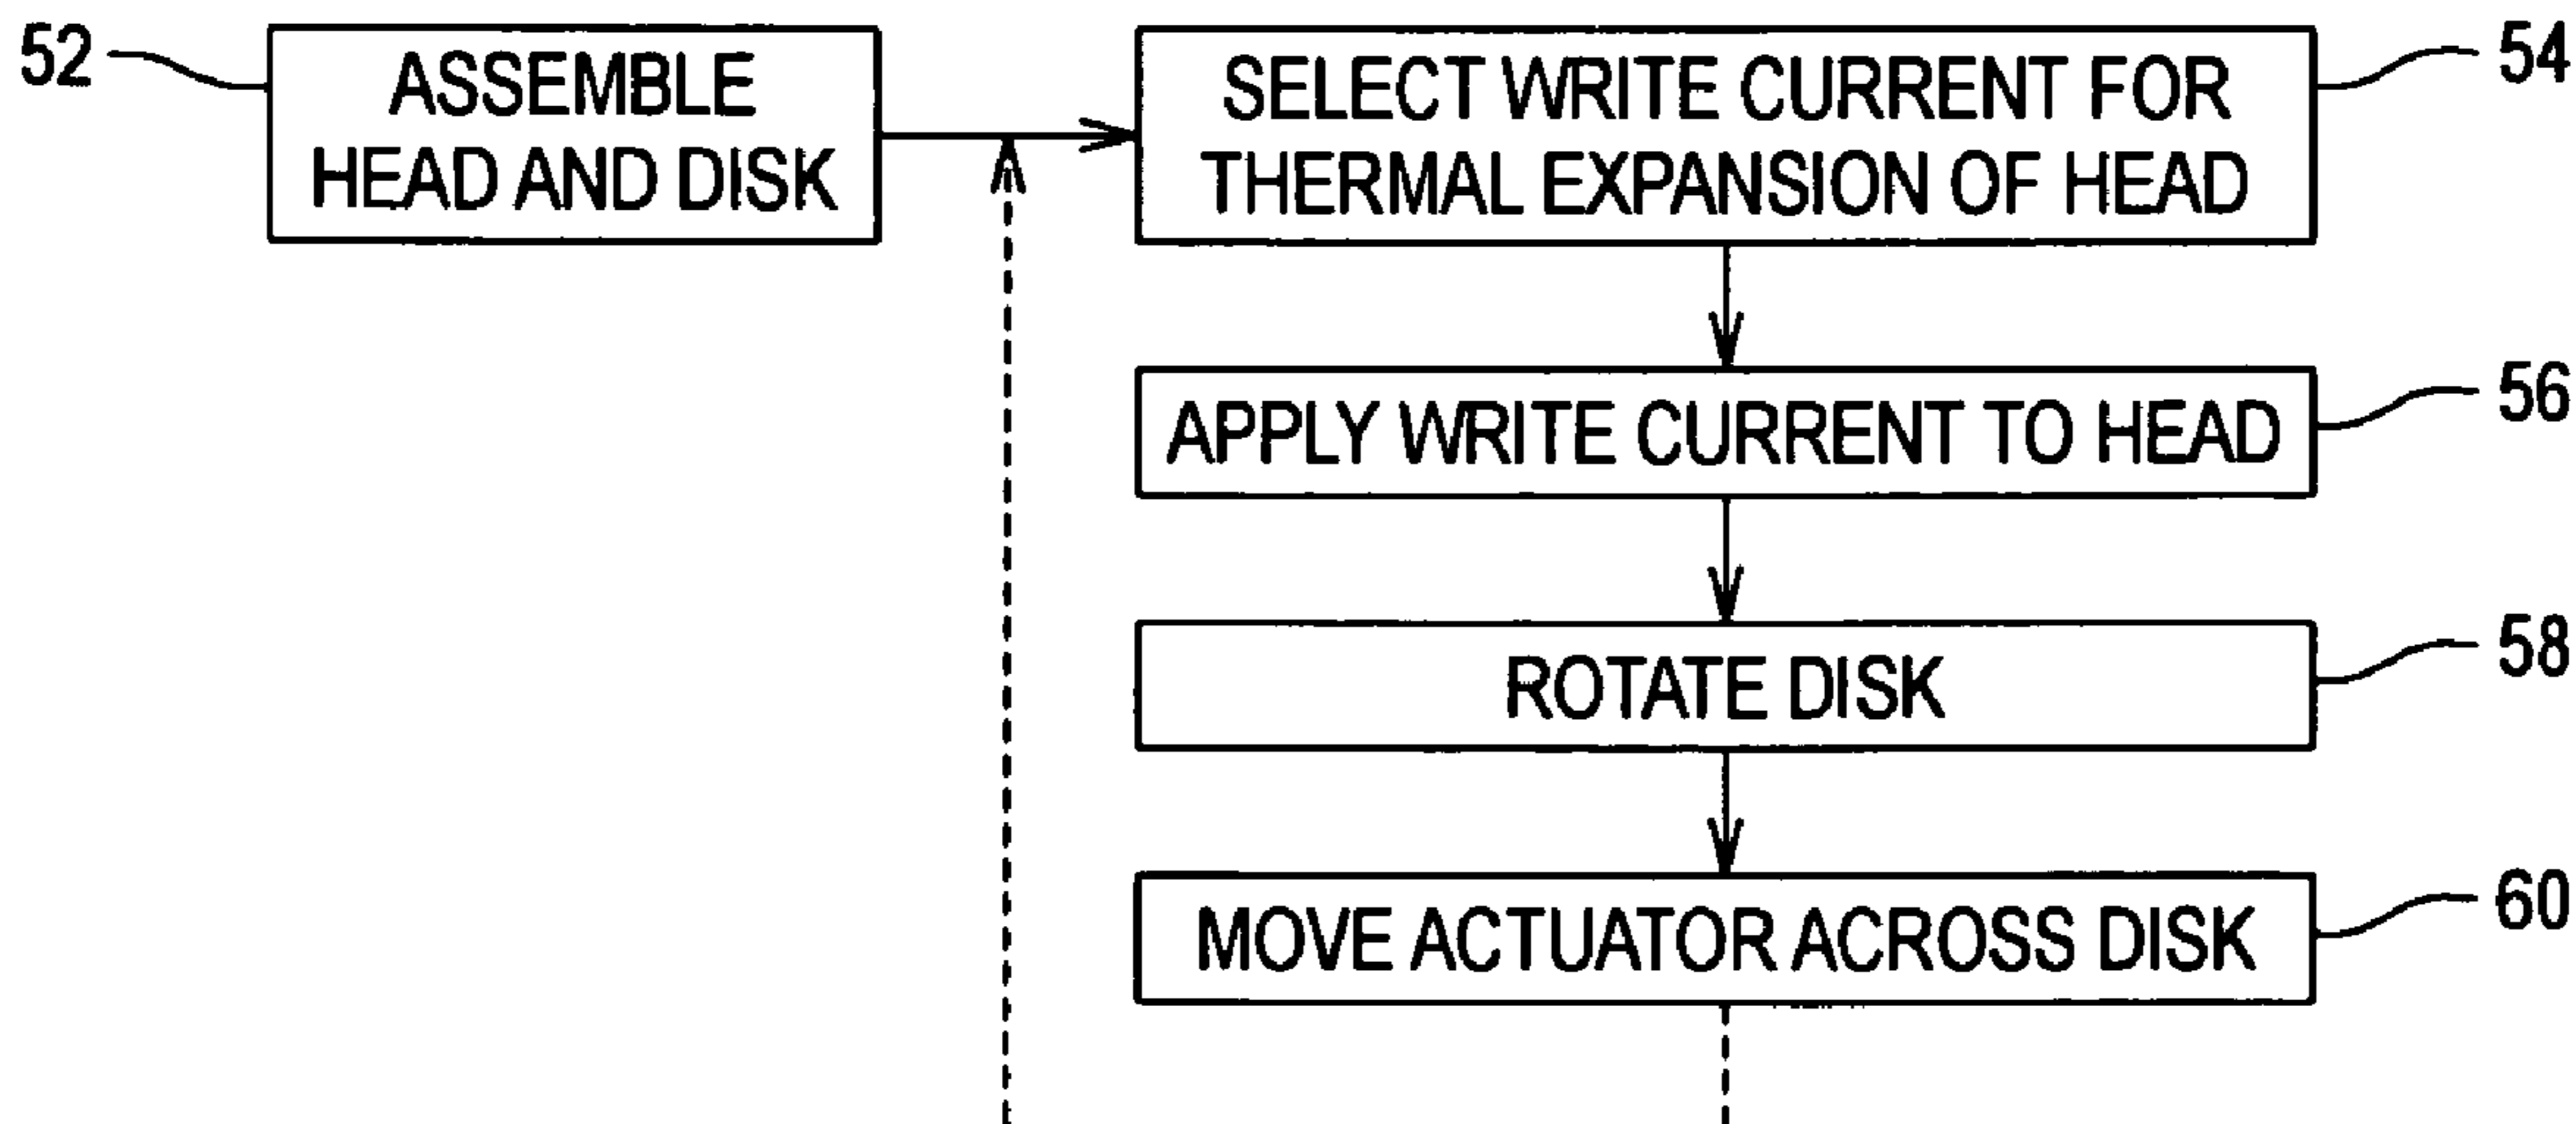 52
ASSEMBLE
HEAD AND DISK
SELECT WRITE CURRENT FOR
THERMAL EXPANSION OF HEAD
54
APPLY WRITE CURRENT TO HEAD
56
ROTATE DISK
58
MOVE ACTUATOR ACROSS DISK
60